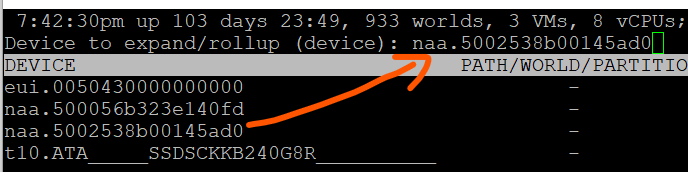 7:42:30pm up 103 days 23:49, 933 worlds, 3 VMs, 8 vCPUs;
Device to expand/rollup (device): naa.5002538b00145ad0
DEVICE PATH/WORLD/PARTITIO
eui.0050430000000000 -
naa.500056b323e140fd -
naa.5002538b00145ad0 -
t10.ATA_____SSDSCKKB240G8R__________ -